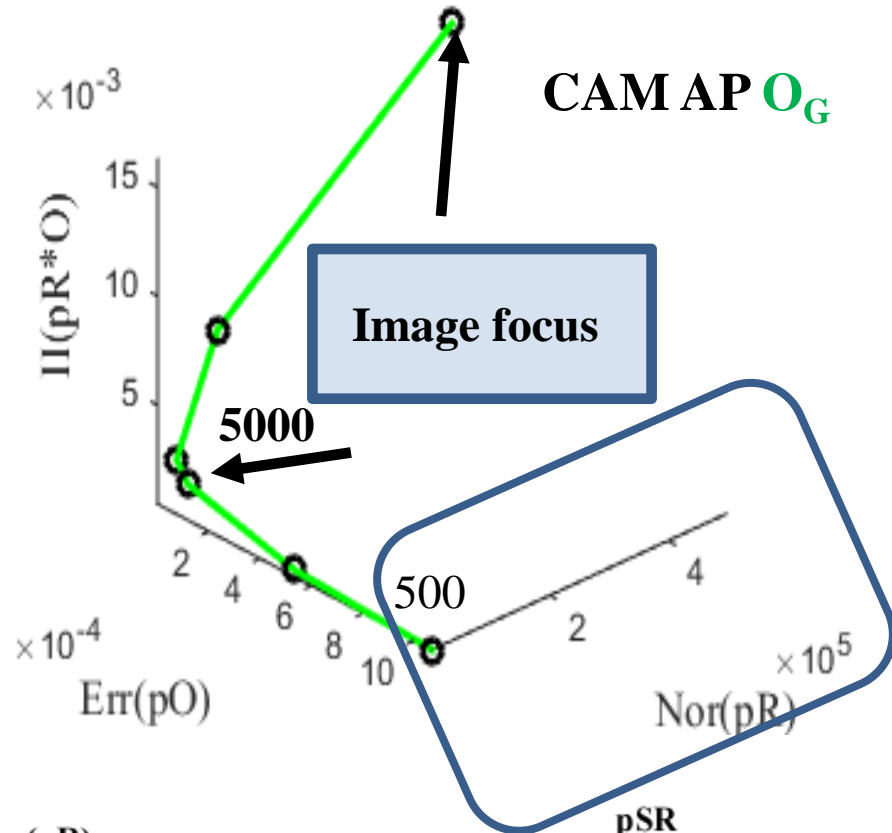 ×10⁻³
CAM AP O_G
15
10
5
II(pR*O)
Image focus
5000
500
2
4
6
8
10
×10⁻⁴
Err(pO)
2
4
×10⁵
Nor(pR)
pSR